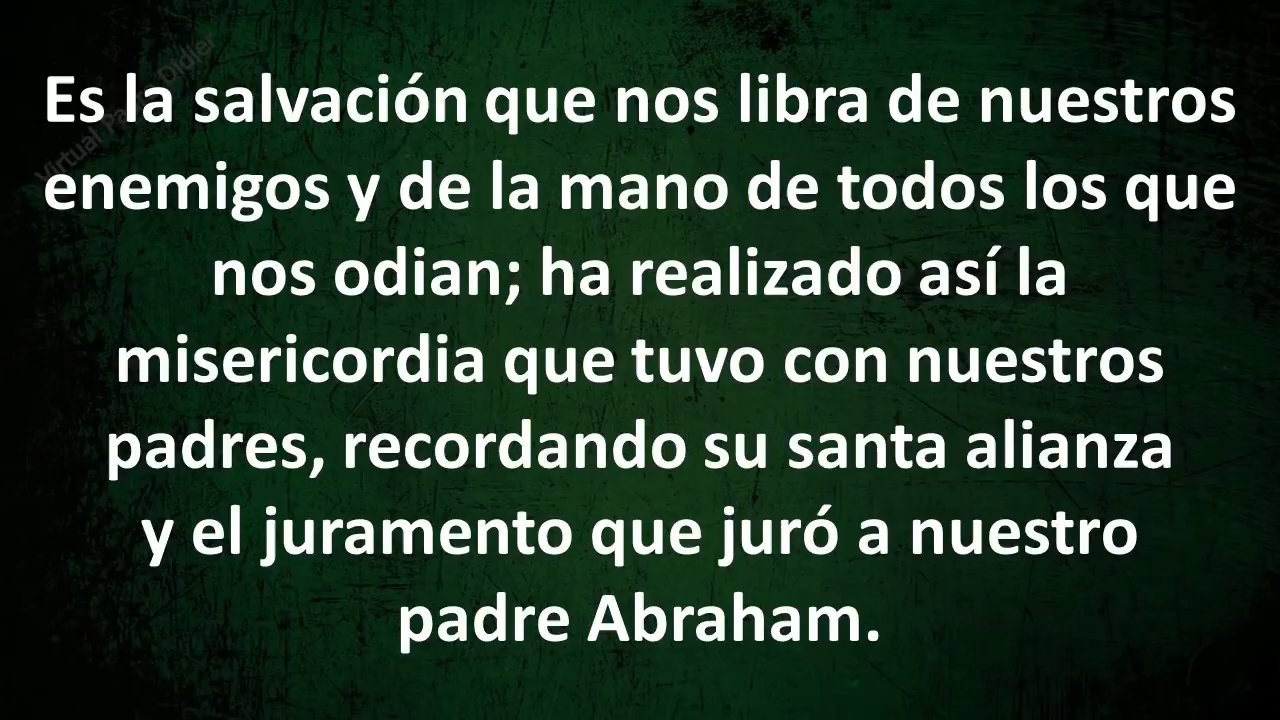 Es la salvación que nos libra de nuestros
enemigos y de la mano de todos los que
nos odian; ha realizado así la
misericordia que tuvo con nuestros
padres, recordando su santa alianza
y el juramento que juró a nuestro
padre Abraham.